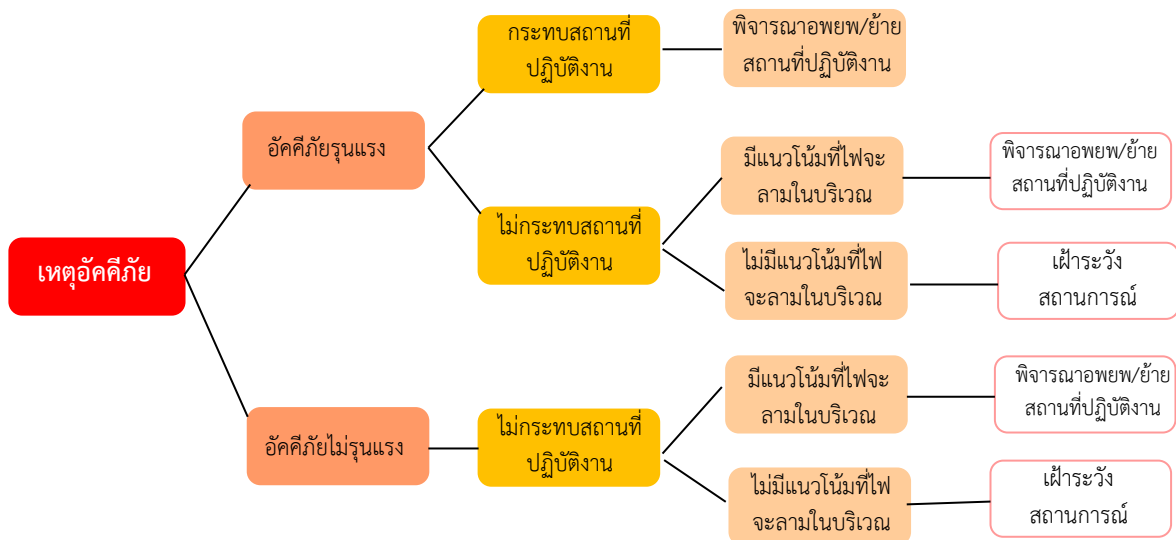 เหตุอัคคีภัย
อัคคีภัยรุนแรง
กระทบสถานที่
ปฏิบัติงาน
พิจารณาอพยพ/ย้าย
สถานที่ปฏิบัติงาน
ไม่กระทบสถานที่
ปฏิบัติงาน
มีแนวโน้มที่ไฟจะ
ลามในบริเวณ
พิจารณาอพยพ/ย้าย
สถานที่ปฏิบัติงาน
ไม่มีแนวโน้มที่ไฟ
จะลามในบริเวณ
เฝ้าระวัง
สถานการณ์
อัคคีภัยไม่รุนแรง
ไม่กระทบสถานที่
ปฏิบัติงาน
มีแนวโน้มที่ไฟจะ
ลามในบริเวณ
พิจารณาอพยพ/ย้าย
สถานที่ปฏิบัติงาน
ไม่มีแนวโน้มที่ไฟ
จะลามในบริเวณ
เฝ้าระวัง
สถานการณ์